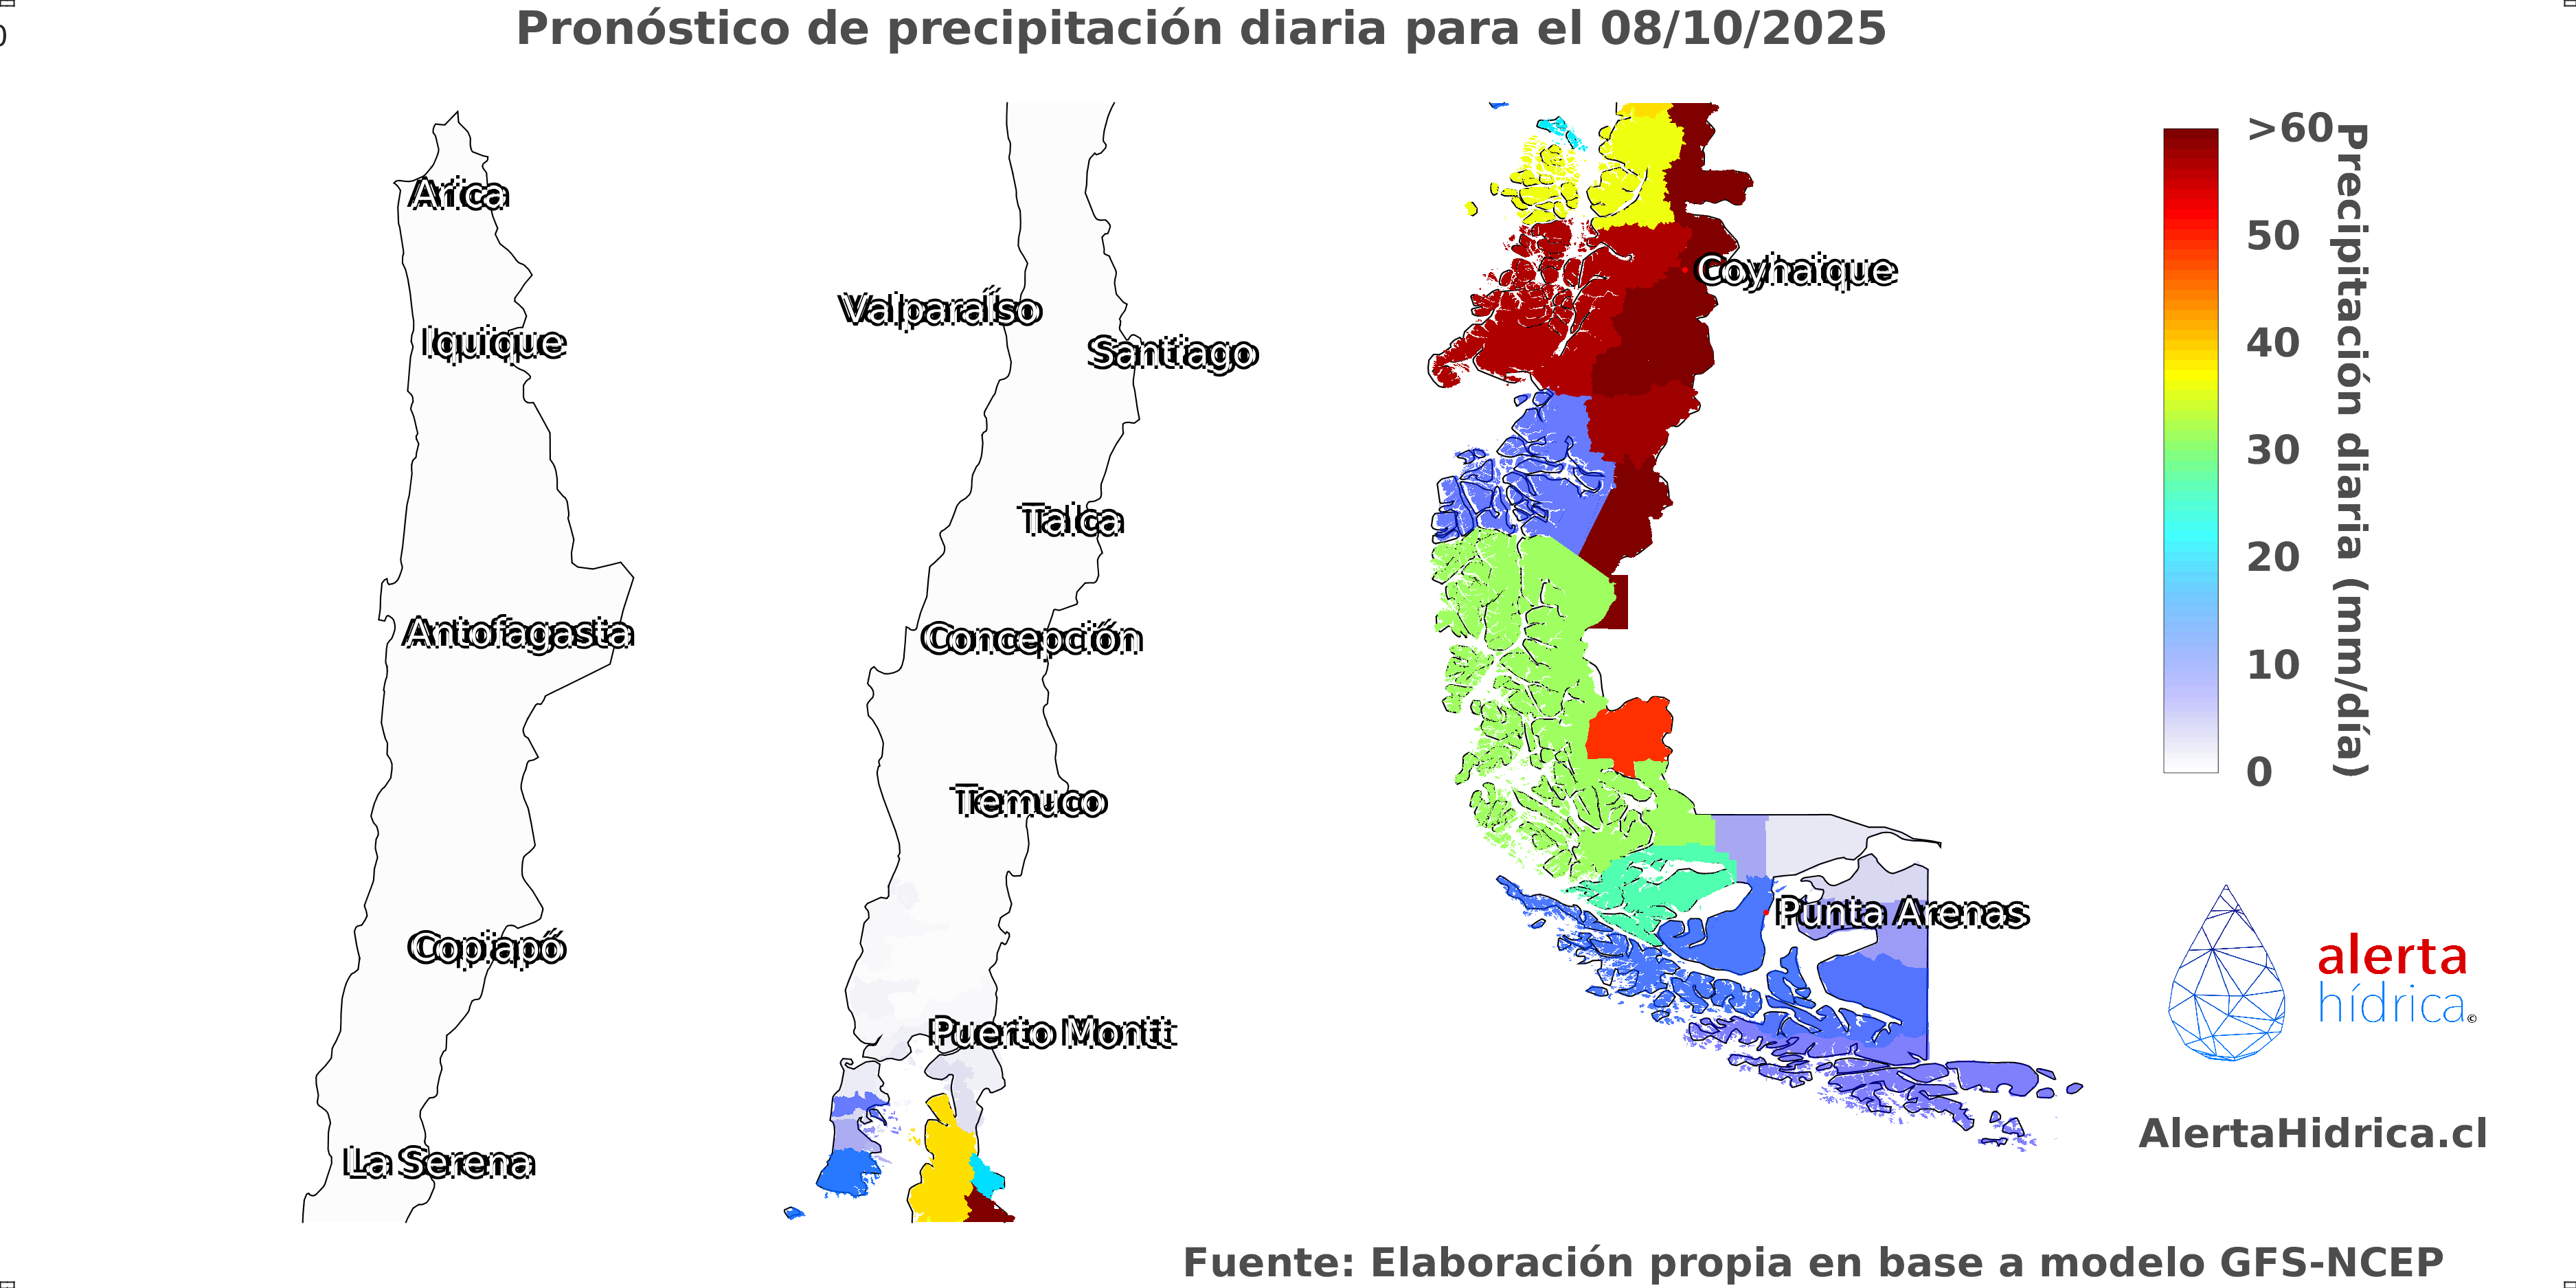 Pronóstico de precipitación diaria para el 08/10/2025
0
Arica
Iquique
Antofagasta
Copiapó
La Serena
Valparaíso
Santiago
Talca
Concepción
Temuco
Puerto Montt
Coyhaique
Punta Arenas
>60
50
40
30
20
10
0
Precipitación diaria (mm/día)
alerta
hídrica©
AlertaHidrica.cl
Fuente: Elaboración propia en base a modelo GFS-NCEP